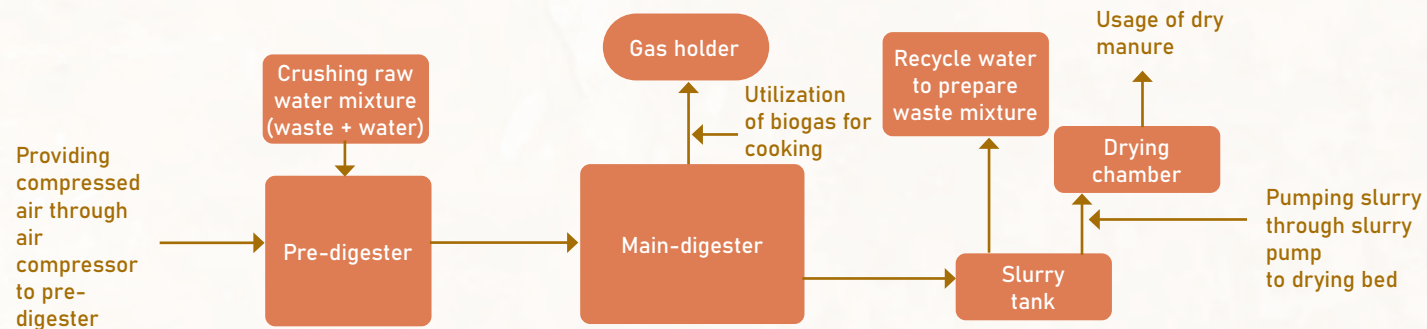 Providing
compressed
air through
air
compressor
to pre-
digester
Crushing raw
water mixture
(waste + water)
Pre-digester
Gas holder
Utilization
of biogas for
cooking
Main-digester
Recycle water
to prepare
waste mixture
Slurry
tank
Usage of dry
manure
Drying
chamber
Pumping slurry
through slurry
pump
to drying bed